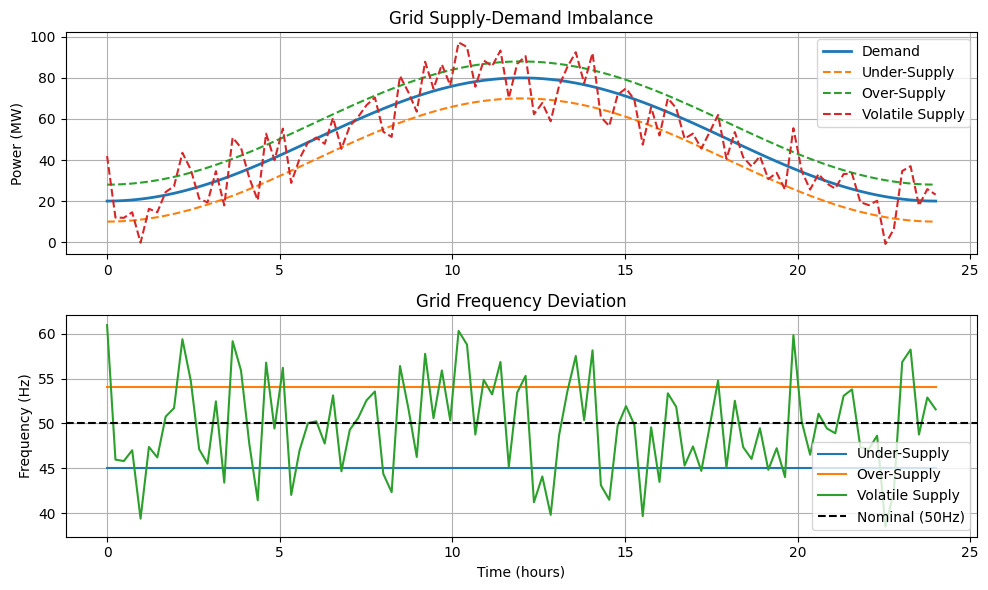 Grid Supply-Demand Imbalance
Power (MW)
100
80
60
40
20
0
0 5 10 15 20 25
Demand
Under-Supply
Over-Supply
Volatile Supply
Grid Frequency Deviation
Frequency (Hz)
60
55
50
45
40
0 5 10 15 20 25
Time (hours)
Under-Supply
Over-Supply
Volatile Supply
Nominal (50Hz)